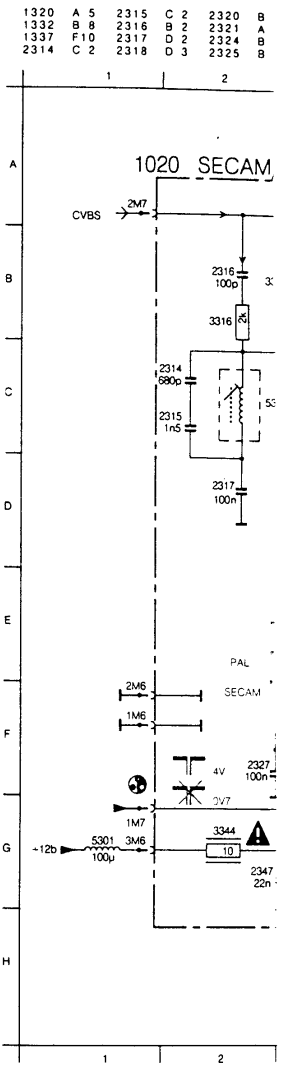 1320 A 5 2315 C 2 2320 B
1332 B 8 2316 B 2 2321 A
1337 F10 2317 D 2 2324 B
2314 C 2 2318 D 3 2325 B
1 2
A
1020 SECAM
2M7
CVBS
B
2316
100p
3316 2k
C
2314
680p
2315
1n5
53
2317
100n
D
E
PAL
2M6
SECAM
1M6
F
4V
2327
100n
0V7
1M7
3344
G
+12b
5301
100µ
3M6
10
2347
22n
H
1 2